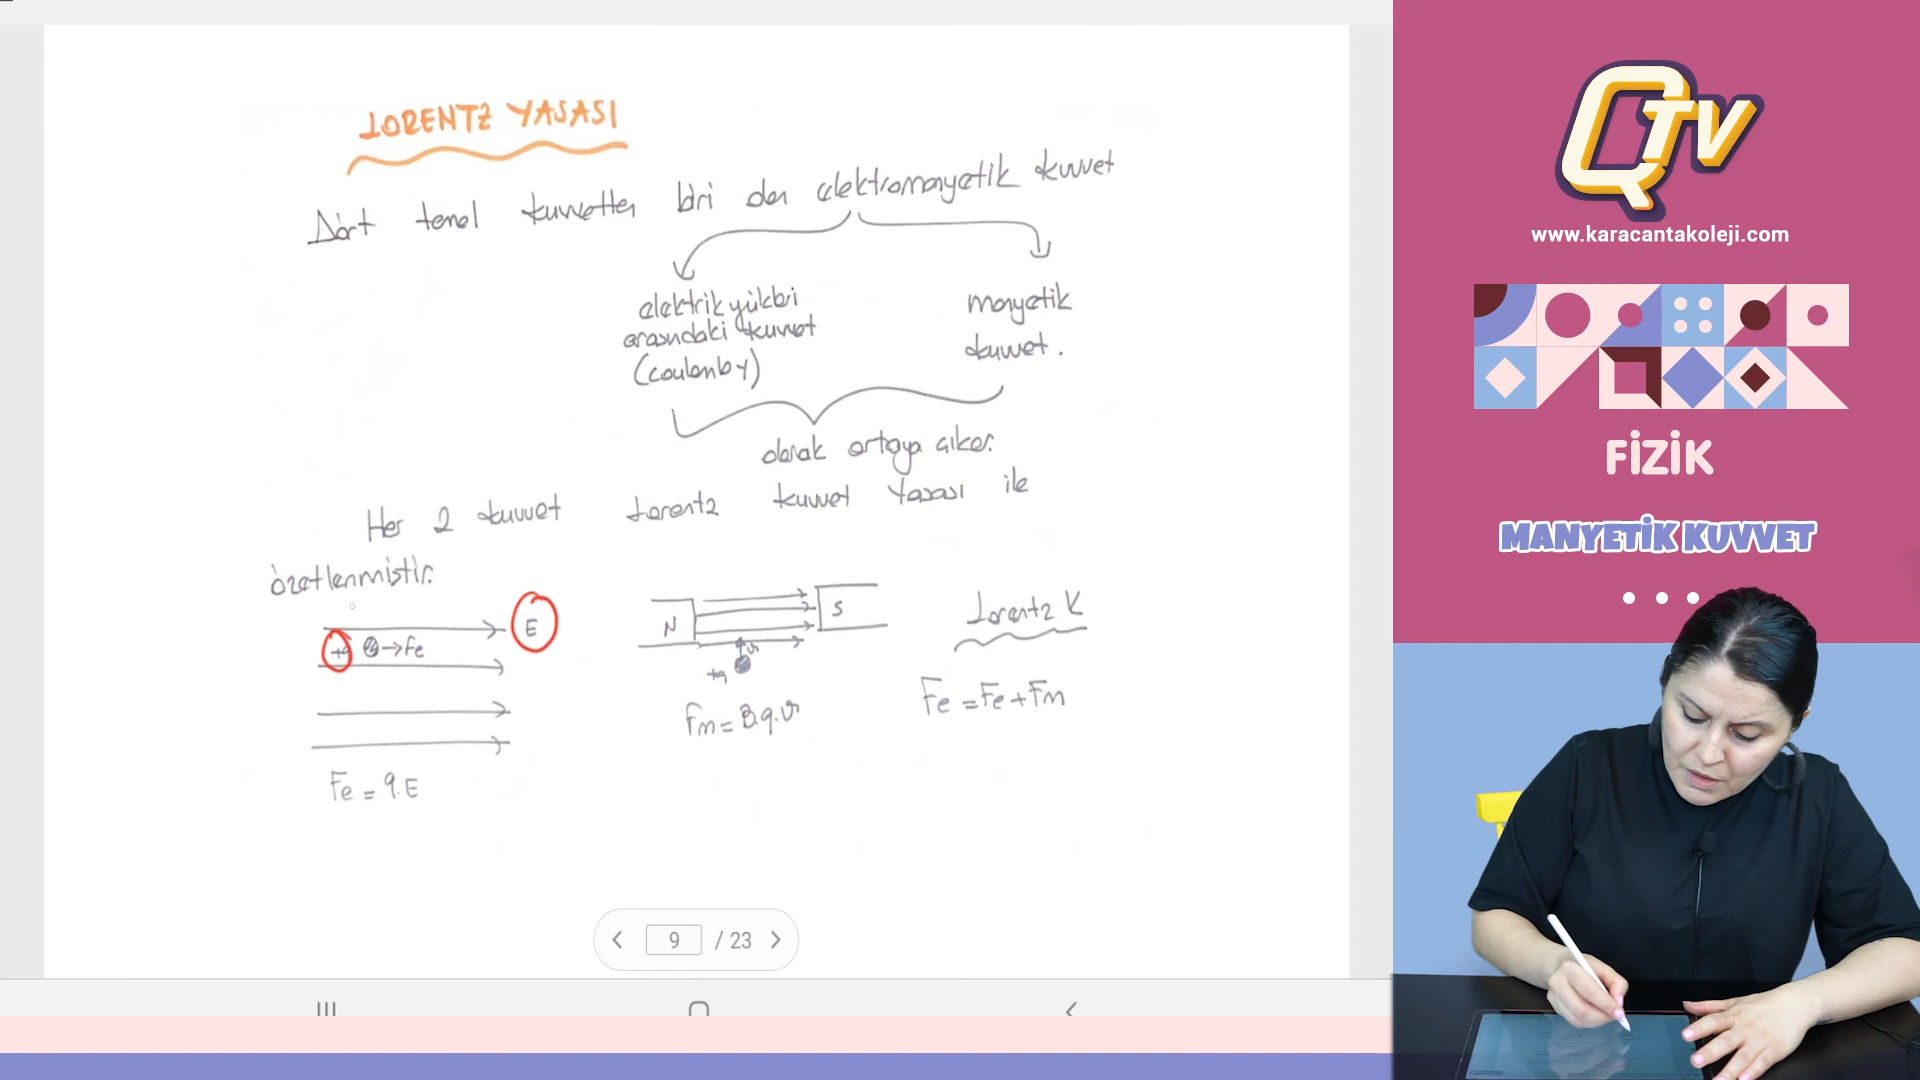 LORENTZ YASASI
Dört temel kuvvetten biri den elektromanyetik kuvvet
elektrik yükleri
arasındaki kuvvet
(coulomb y)
manyetik
kuvvet.
olarak ortaya çıkar.
Her 2 kuvvet Lorentz kuvvet Yasası ile
özetlenmiştir.
E
+q → Fe
Fe = q.E
N
S
+q
v
Fm = B.q.v
Lorentz K
Fe = Fe + Fm
9 / 23
QTV
www.karacantakoleji.com
FİZİK
MANYETİK KUVVET